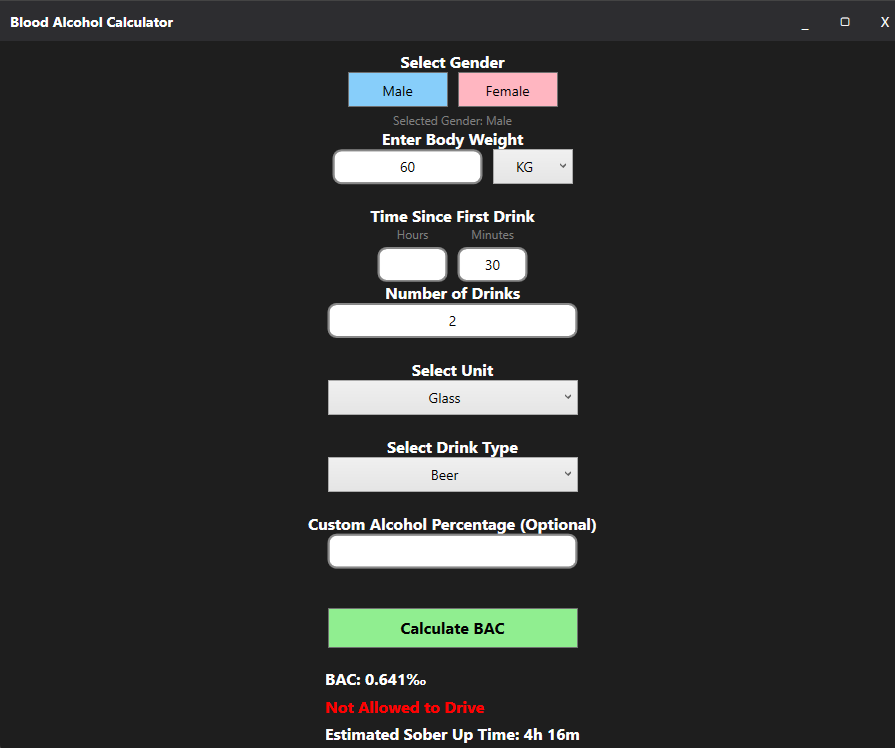 Blood Alcohol Calculator
_ X
Select Gender
Male Female
Selected Gender: Male
Enter Body Weight
60 KG
Time Since First Drink
Hours Minutes
30
Number of Drinks
2
Select Unit
Glass
Select Drink Type
Beer
Custom Alcohol Percentage (Optional)
Calculate BAC
BAC: 0.641‰
Not Allowed to Drive
Estimated Sober Up Time: 4h 16m